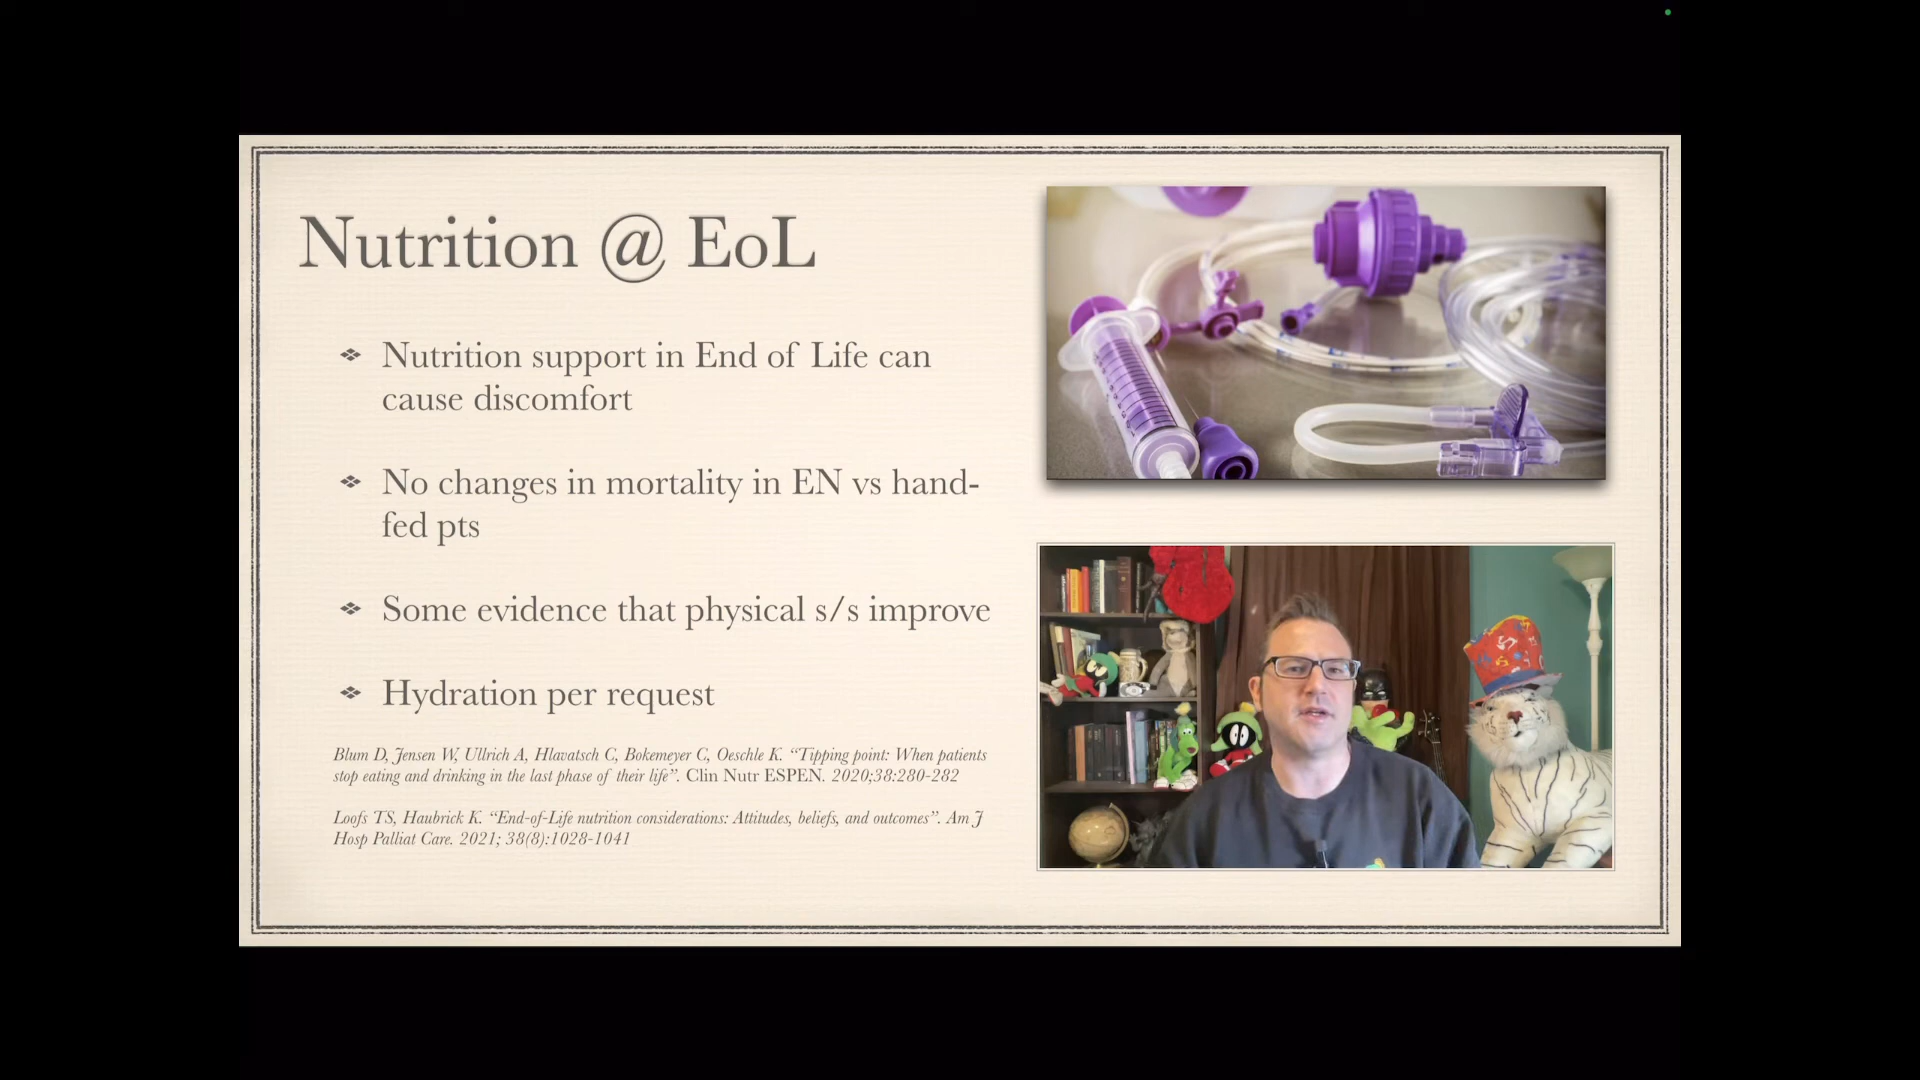 Nutrition @ EoL
Nutrition support in End of Life can
cause discomfort
No changes in mortality in EN vs hand-
fed pts
Some evidence that physical s/s improve
Hydration per request
Blum D, Jensen W, Ullrich A, Hlavatsch C, Bokemeyer C, Oeschle K. “Tipping point: When patients
stop eating and drinking in the last phase of their life”. Clin Nutr ESPEN. 2020;38:280-282
Loofs TS, Haubrick K. “End-of-Life nutrition considerations: Attitudes, beliefs, and outcomes”. Am J
Hosp Palliat Care. 2021; 38(8):1028-1041